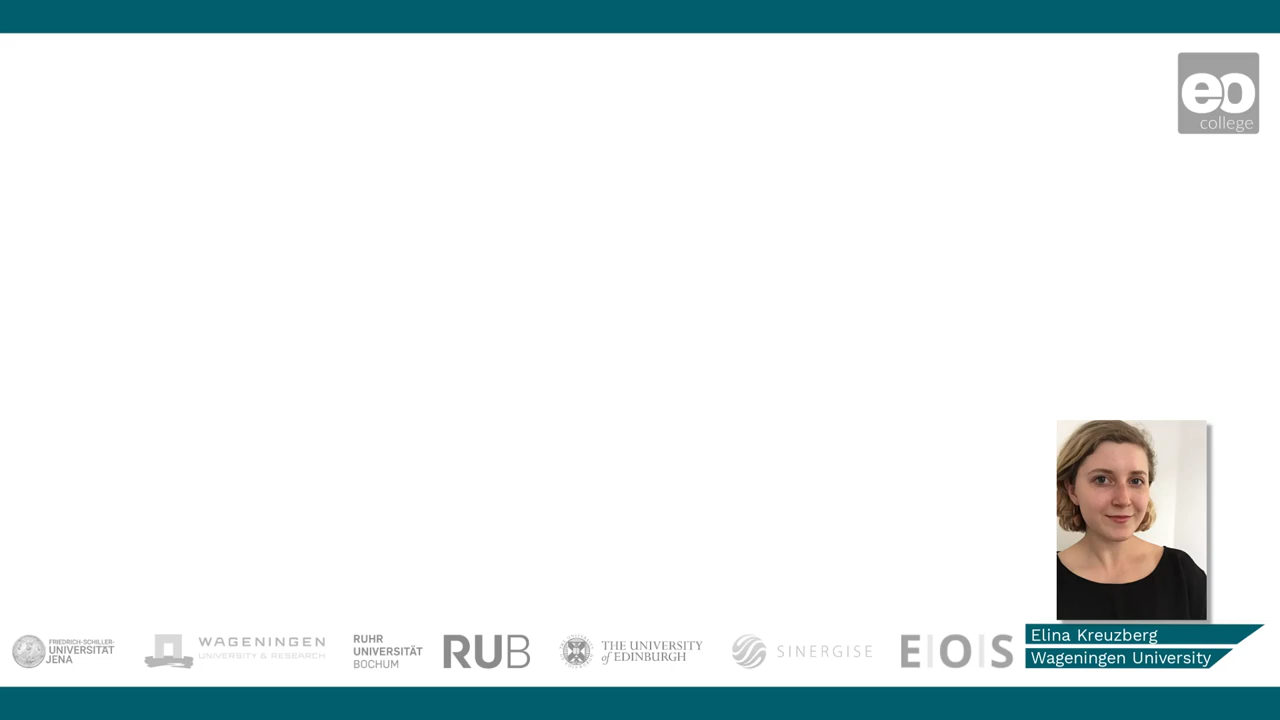 eo
college
FRIEDRICH-SCHILLER-
UNIVERSITÄT
JENA
WAGENINGEN
UNIVERSITY & RESEARCH
RUHR
UNIVERSITÄT
BOCHUM
RUB
THE UNIVERSITY
of EDINBURGH
SINERGISE
E|O|S
Elina Kreuzberg
Wageningen University